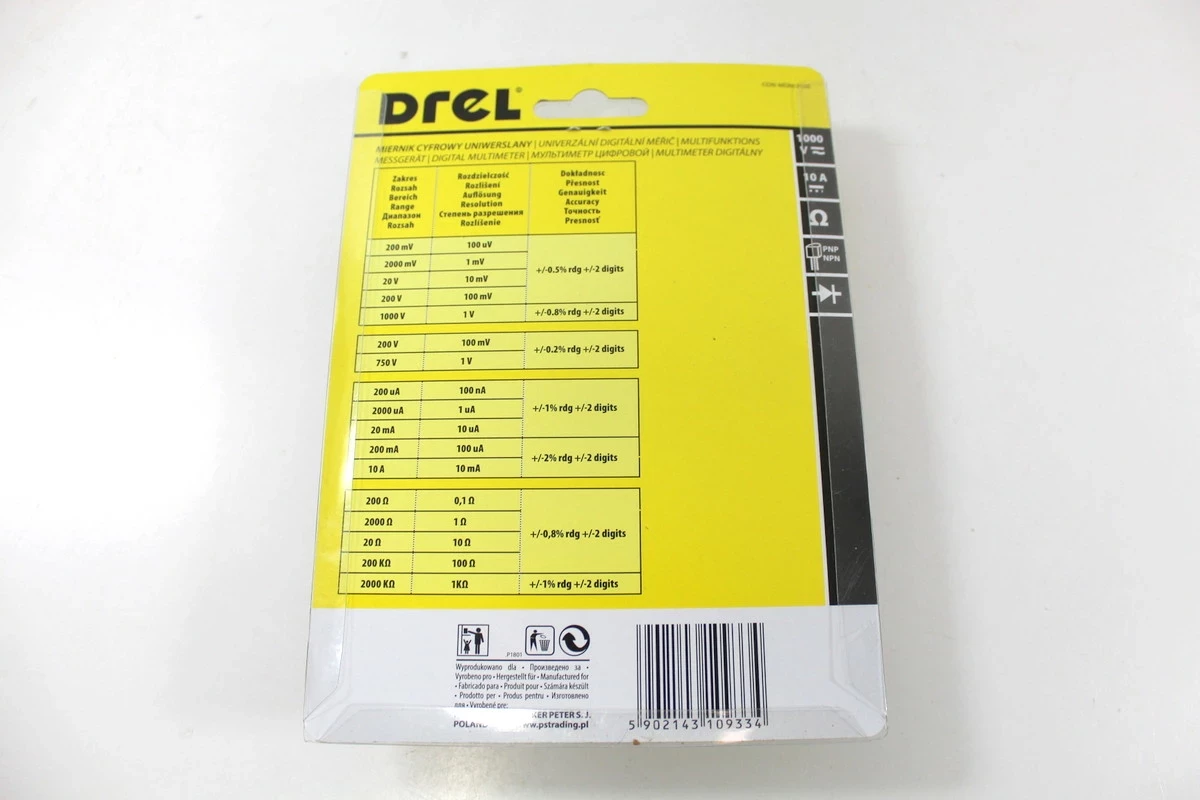 DREL®
MIERNIK CYFROWY UNIWERSLANY | UNIVERZÁLNÍ DIGITÁLNÍ MĚŘIČ | MULTIFUNKTIONS
MESSGERÄT | DIGITAL MULTIMETER | МУЛЬТИМЕТР ЦИФРОВОЙ | MULTIMETER DIGITÁLNY
1000
V
10 A
Ω
PNP
NPN
Zakres Rozdzielczość Dokładnosc
Rozsah Rozlišení Přesnost
Bereich Auflösung Genauigkeit
Range Resolution Accuracy
Диапазон Степень разрешения Точность
Rozsah Rozlíšenie Presnosť
200 mV 100 uV
2000 mV 1 mV +/-0.5% rdg +/-2 digits
20 V 10 mV
200 V 100 mV
1000 V 1 V +/-0.8% rdg +/-2 digits
200 V 100 mV +/-0.2% rdg +/-2 digits
750 V 1 V
200 uA 100 nA
2000 uA 1 uA +/-1% rdg +/-2 digits
20 mA 10 uA
200 mA 100 uA +/-2% rdg +/-2 digits
10 A 10 mA
200 Ω 0,1 Ω
2000 Ω 1 Ω +/-0,8% rdg +/-2 digits
20 Ω 10 Ω
200 KΩ 100 Ω
2000 KΩ 1KΩ +/-1% rdg +/-2 digits
P1801
Wyprodukowano dla • Произведено за •
Vyrobeno pro • Hergestellt für • Manufactured for
• Fabricado para • Produit pour • Számára készült
• Prodotto per • Produs pentru • Изготовлено
для • Vyrobené pre:
KER PETER S. J.
POLAND www.pstrading.pl
5 902143 109334